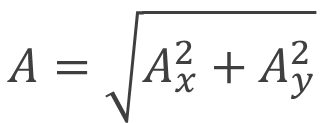 A = √(A_x^2 + A_y^2)